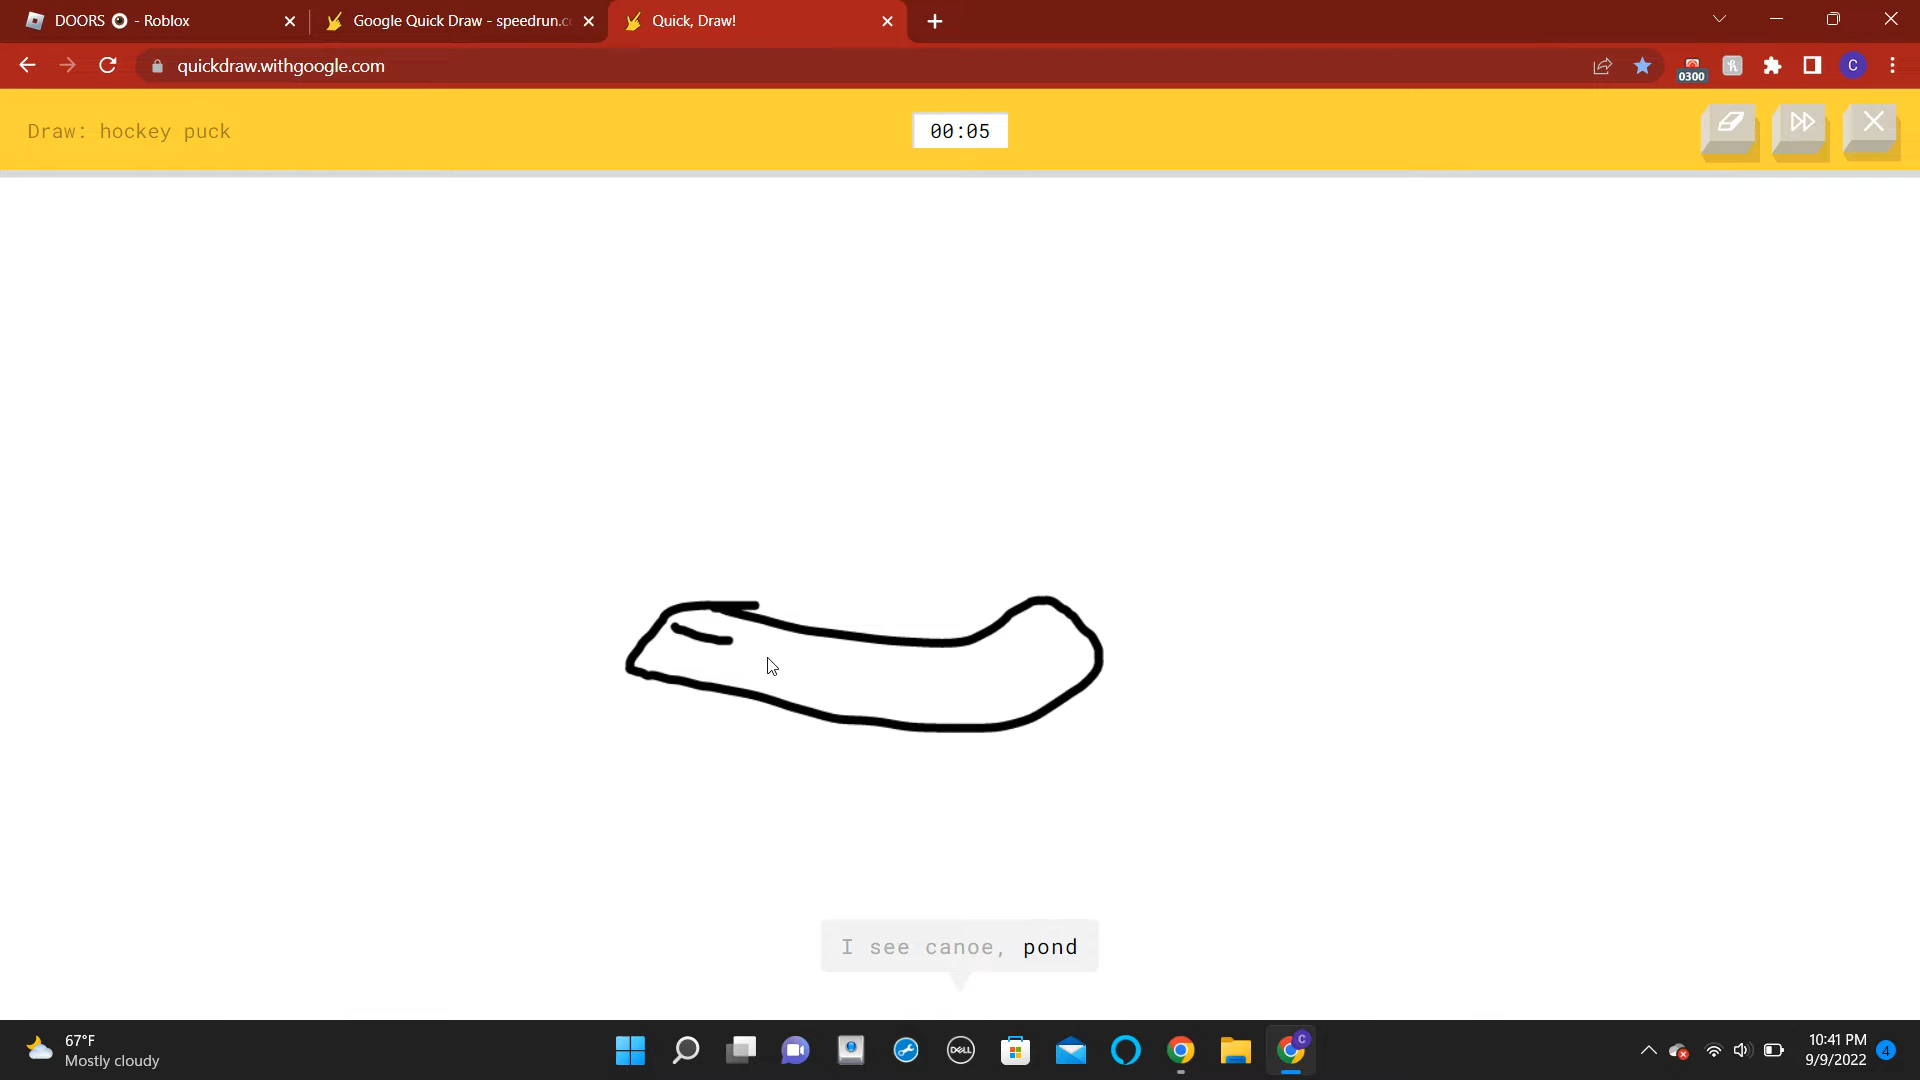 DOORS - Roblox
Google Quick Draw - speedrun.c
Quick, Draw!
quickdraw.withgoogle.com
0300
C
Draw: hockey puck
00:05
I see canoe, pond
67°F
Mostly cloudy
DELL
C
10:41 PM
9/9/2022
4